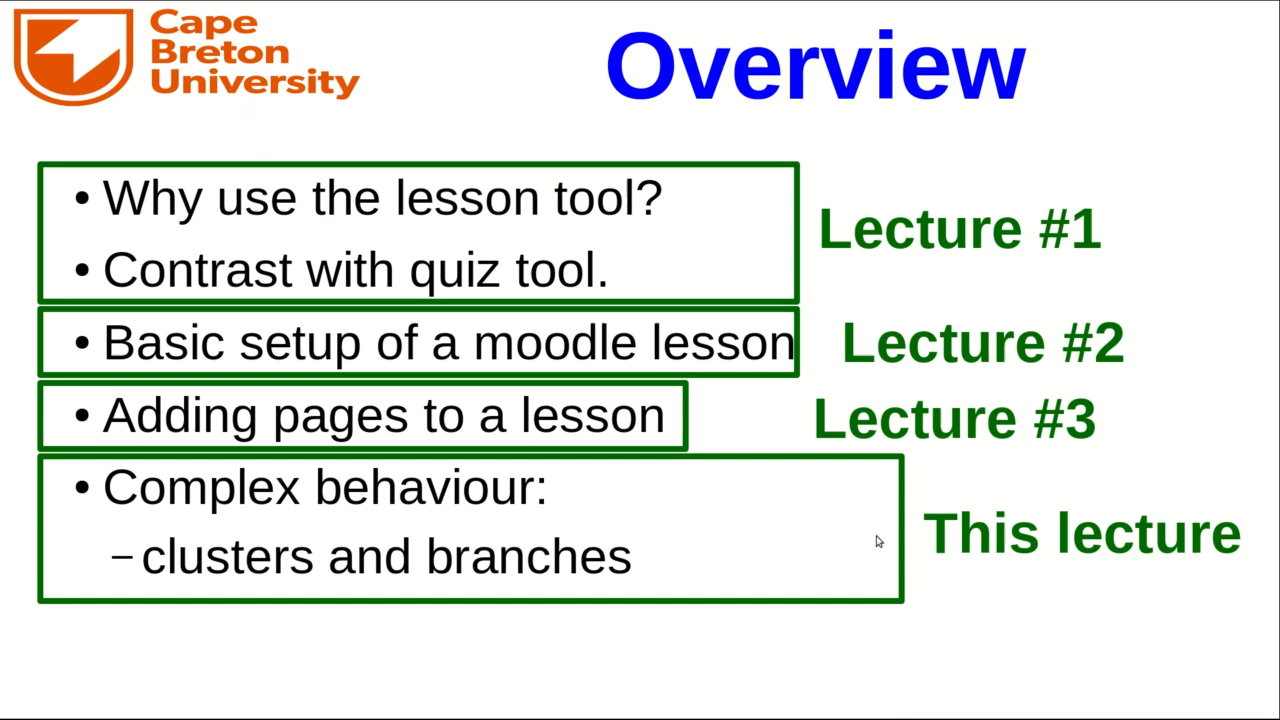 Cape
Breton
University
Overview
• Why use the lesson tool?
• Contrast with quiz tool.
Lecture #1
• Basic setup of a moodle lesson
Lecture #2
• Adding pages to a lesson
Lecture #3
• Complex behaviour:
– clusters and branches
This lecture